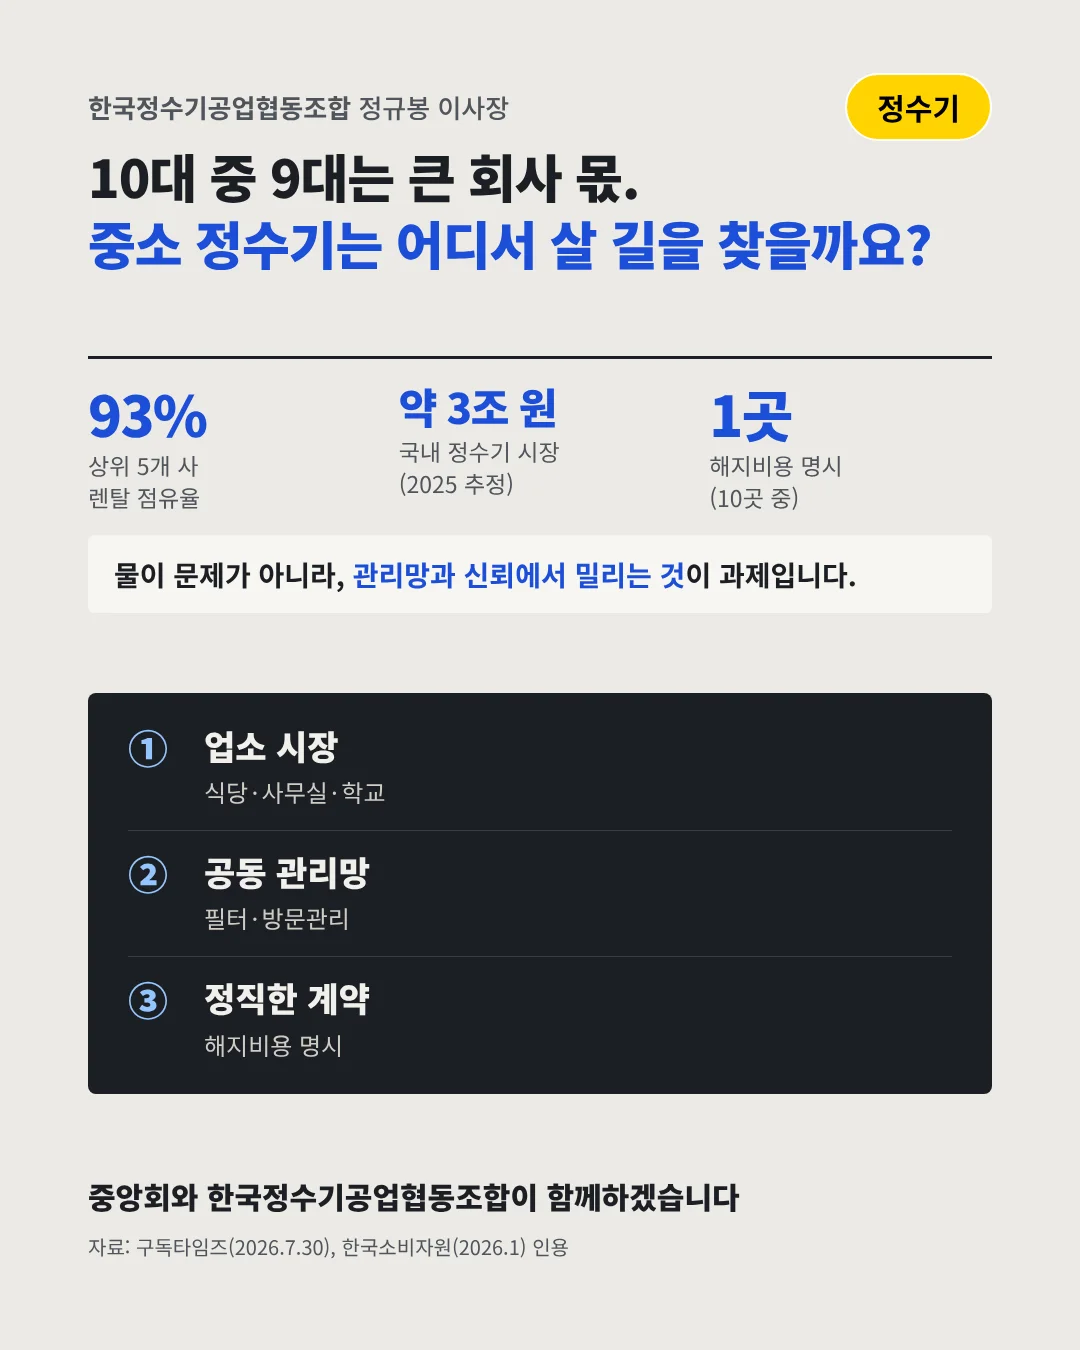 한국정수기공업협동조합 정규봉 이사장
정수기
10대 중 9대는 큰 회사 몫.
중소 정수기는 어디서 살 길을 찾을까요?
93%
상위 5개 사
렌탈 점유율
약 3조 원
국내 정수기 시장
(2025 추정)
1곳
해지비용 명시
(10곳 중)
물이 문제가 아니라, 관리망과 신뢰에서 밀리는 것이 과제입니다.
① 업소 시장
식당·사무실·학교
② 공동 관리망
필터·방문관리
③ 정직한 계약
해지비용 명시
중앙회와 한국정수기공업협동조합이 함께하겠습니다
자료: 구독타임즈(2026.7.30), 한국소비자원(2026.1) 인용